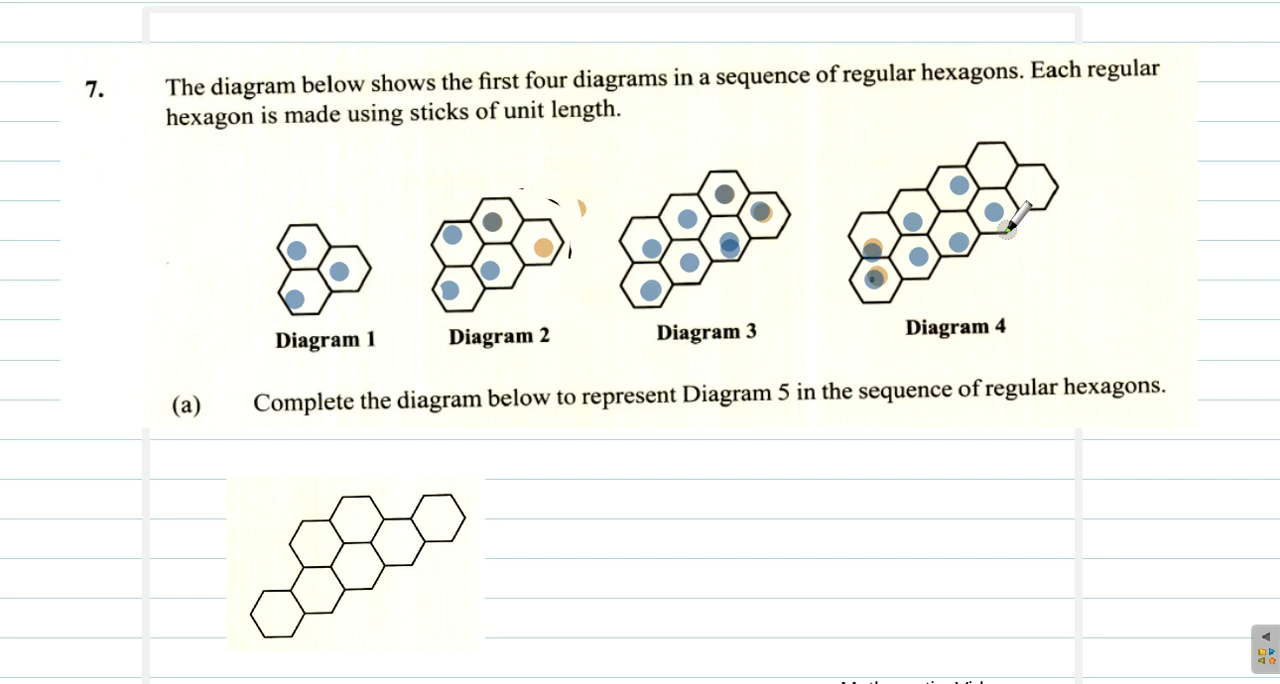 7. The diagram below shows the first four diagrams in a sequence of regular hexagons. Each regular
hexagon is made using sticks of unit length.
Diagram 1 Diagram 2 Diagram 3 Diagram 4
(a) Complete the diagram below to represent Diagram 5 in the sequence of regular hexagons.